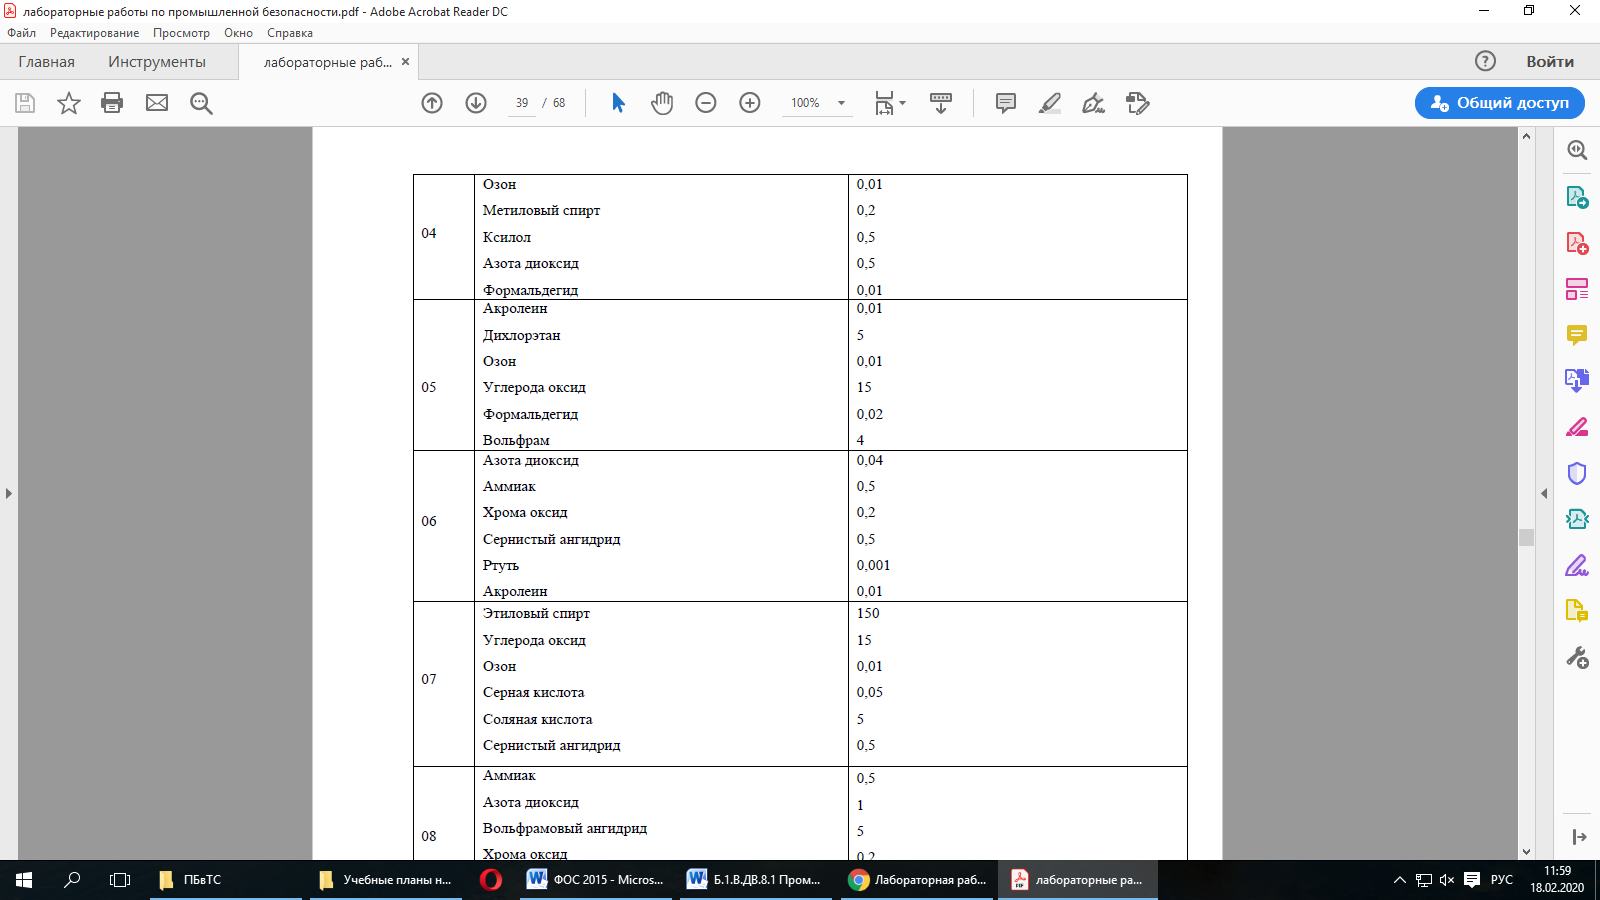 лабораторные работы по промышленной безопасности.pdf - Adobe Acrobat Reader DC
Файл Редактирование Просмотр Окно Справка
Главная Инструменты лабораторные раб... × ? Войти
39 / 68 100% Общий доступ
04
Озон 0,01
Метиловый спирт 0,2
Ксилол 0,5
Азота диоксид 0,5
Формальдегид 0,01
05
Акролеин 0,01
Дихлорэтан 5
Озон 0,01
Углерода оксид 15
Формальдегид 0,02
Вольфрам 4
06
Азота диоксид 0,04
Аммиак 0,5
Хрома оксид 0,2
Сернистый ангидрид 0,5
Ртуть 0,001
Акролеин 0,01
07
Этиловый спирт 150
Углерода оксид 15
Озон 0,01
Серная кислота 0,05
Соляная кислота 5
Сернистый ангидрид 0,5
08
Аммиак 0,5
Азота диоксид 1
Вольфрамовый ангидрид 5
Хрома оксид 0,2
ПБвТС Учебные планы н... ФОС 2015 - Micros... Б.1.В.ДВ.8.1 Пром... Лабораторная раб... лабораторные ра... РУС 11:59
18.02.2020